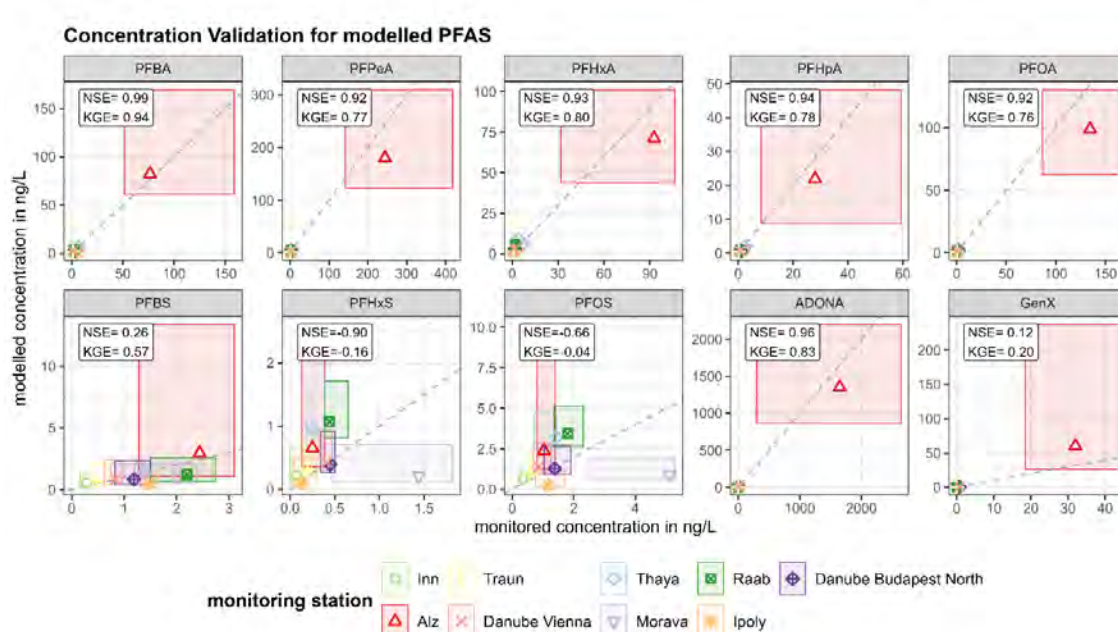 Concentration Validation for modelled PFAS
PFBA
PFPeA
PFHxA
PFHpA
PFOA
NSE= 0.99
KGE= 0.94
NSE= 0.92
KGE= 0.77
NSE= 0.93
KGE= 0.80
NSE= 0.94
KGE= 0.78
NSE= 0.92
KGE= 0.76
150
100
50
0
300
200
100
0
100
75
50
25
0
50
40
30
20
10
0
100
50
0
0 50 100 150
0 100 200 300 400
0 30 60 90
0 20 40 60
0 50 100 150
modelled concentration in ng/L
PFBS
PFHxS
PFOS
ADONA
GenX
NSE= 0.26
KGE= 0.57
NSE=-0.90
KGE=-0.16
NSE=-0.66
KGE=-0.04
NSE= 0.96
KGE= 0.83
NSE= 0.12
KGE= 0.20
10
5
0
2
1
0
10.0
7.5
5.0
2.5
0.0
2000
1500
1000
500
0
200
150
100
50
0
0 1 2 3
0.0 0.5 1.0 1.5
0 2 4
0 1000 2000
0 10 20 30 40
monitored concentration in ng/L
monitoring station
Inn
Traun
Thaya
Raab
Danube Budapest North
Alz
Danube Vienna
Morava
Ipoly